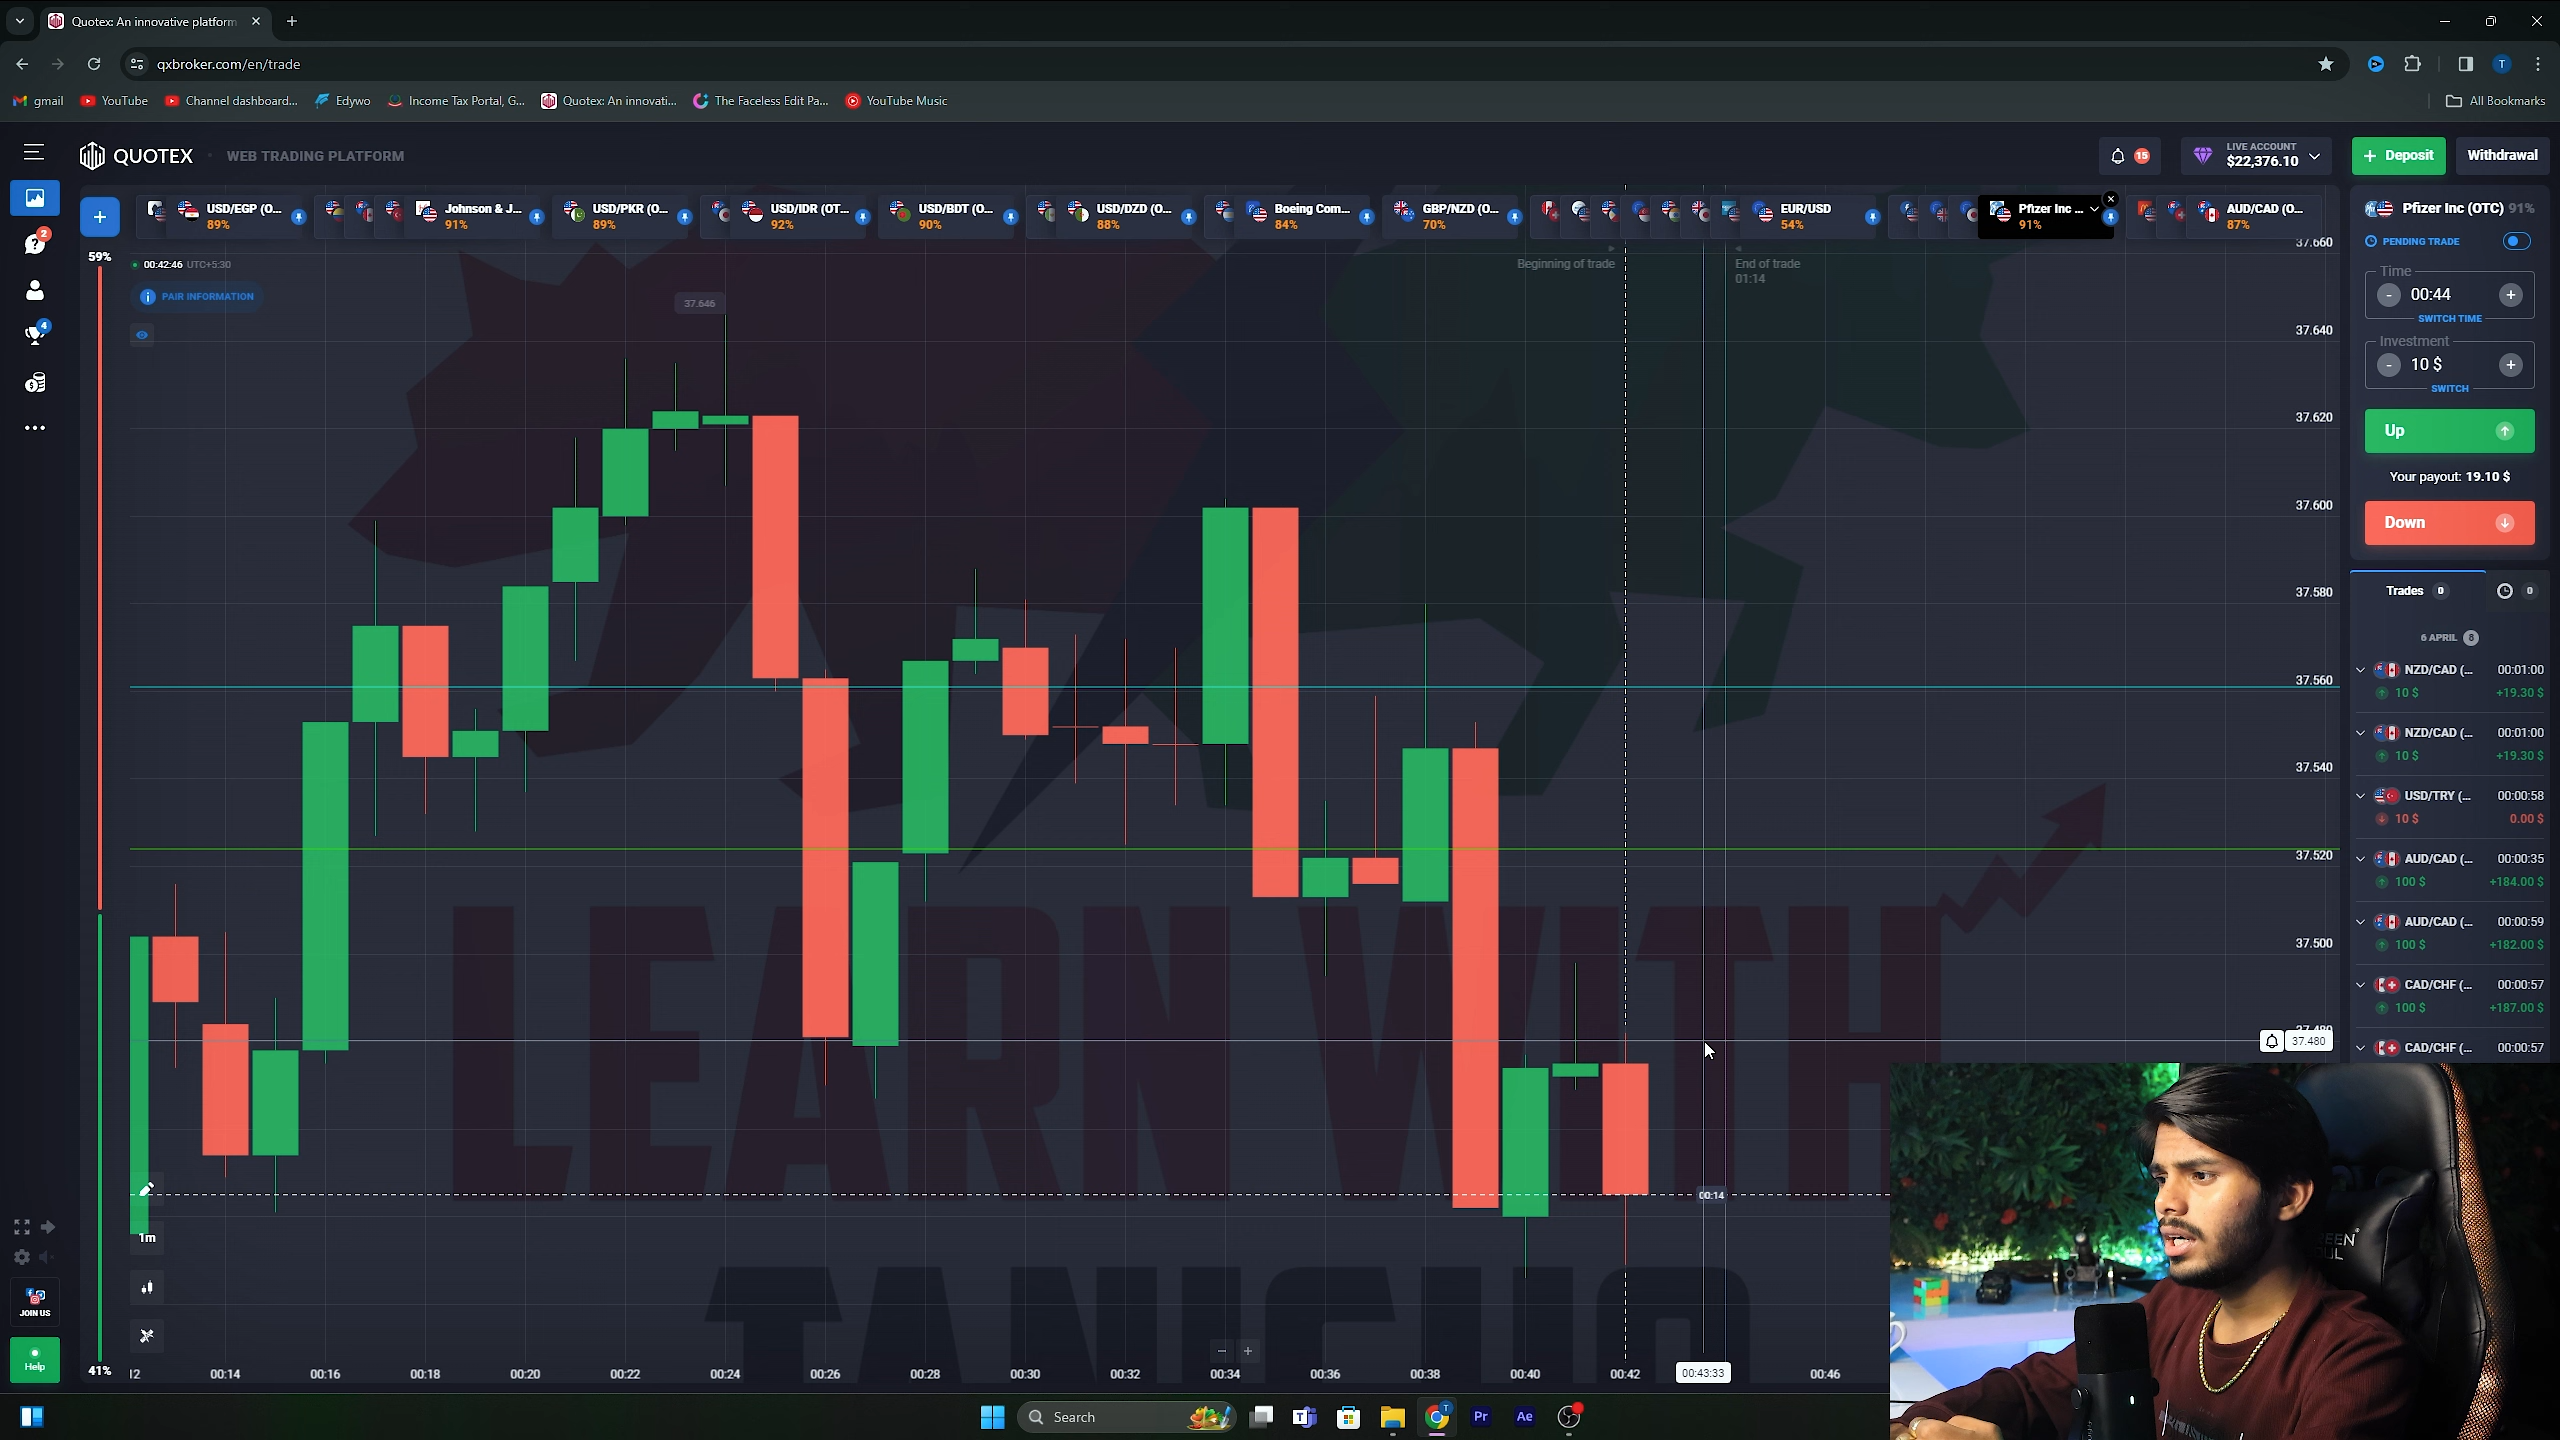 Quotex: An innovative platform
qxbroker.com/en/trade
gmail
YouTube
Channel dashboard...
Edywo
Income Tax Portal, G...
Quotex: An innovati...
The Faceless Edit Pa...
YouTube Music
All Bookmarks
QUOTEX
WEB TRADING PLATFORM
15
LIVE ACCOUNT
$22,376.10
+ Deposit
Withdrawal
USD/EGP (O...
89%
Johnson & J...
91%
USD/PKR (O...
89%
USD/IDR (OT...
92%
USD/BDT (O...
90%
USD/DZD (O...
88%
Boeing Com...
84%
GBP/NZD (O...
70%
EUR/USD
54%
Pfizer Inc ...
91%
AUD/CAD (O...
87%
Pfizer Inc (OTC) 91%
PENDING TRADE
Time
- 00:44 +
SWITCH TIME
Investment
- 10 $ +
SWITCH
Up
Your payout: 19.10 $
Down
Trades 0
0
6 APRIL 8
NZD/CAD (... 00:01:00
10 $ +19.30 $
NZD/CAD (... 00:01:00
10 $ +19.30 $
USD/TRY (... 00:00:58
10 $ 0.00 $
AUD/CAD (... 00:00:35
100 $ +184.00 $
AUD/CAD (... 00:00:59
100 $ +182.00 $
CAD/CHF (... 00:00:57
100 $ +187.00 $
CAD/CHF (... 00:00:57
2
4
59%
00:42:46 UTC+5:30
PAIR INFORMATION
37.646
Beginning of trade
End of trade
01:14
37.660
37.640
37.620
37.600
37.580
37.560
37.540
37.520
37.500
37.480
37.480
LEARN WITH
00:14
1m
JOIN US
Help
41%
12
00:14
00:16
00:18
00:20
00:22
00:24
00:26
00:28
00:30
00:32
00:34
00:36
00:38
00:40
00:42
00:43:33
00:46
Search
T
Pr
Ae